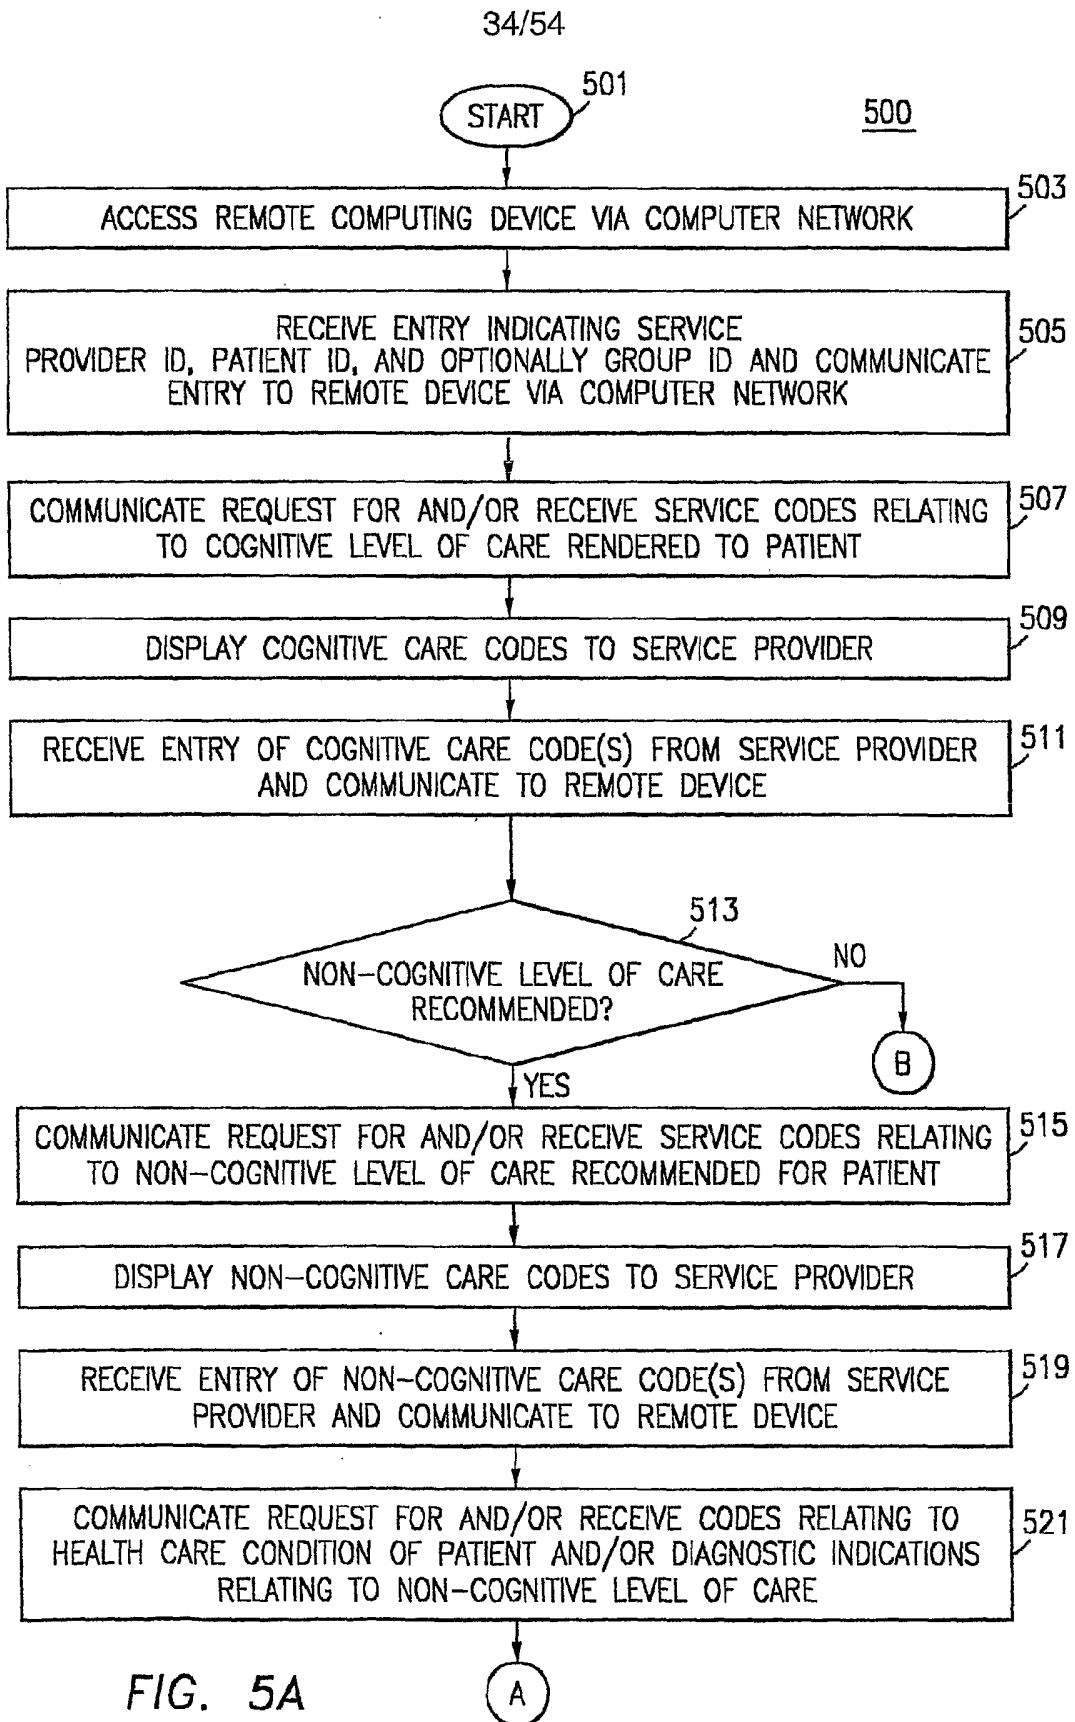 34/54
START
501
500
ACCESS REMOTE COMPUTING DEVICE VIA COMPUTER NETWORK
503
RECEIVE ENTRY INDICATING SERVICE
PROVIDER ID, PATIENT ID, AND OPTIONALLY GROUP ID AND COMMUNICATE
ENTRY TO REMOTE DEVICE VIA COMPUTER NETWORK
505
COMMUNICATE REQUEST FOR AND/OR RECEIVE SERVICE CODES RELATING
TO COGNITIVE LEVEL OF CARE RENDERED TO PATIENT
507
DISPLAY COGNITIVE CARE CODES TO SERVICE PROVIDER
509
RECEIVE ENTRY OF COGNITIVE CARE CODE(S) FROM SERVICE PROVIDER
AND COMMUNICATE TO REMOTE DEVICE
511
513
NON-COGNITIVE LEVEL OF CARE
RECOMMENDED?
NO
B
YES
COMMUNICATE REQUEST FOR AND/OR RECEIVE SERVICE CODES RELATING
TO NON-COGNITIVE LEVEL OF CARE RECOMMENDED FOR PATIENT
515
DISPLAY NON-COGNITIVE CARE CODES TO SERVICE PROVIDER
517
RECEIVE ENTRY OF NON-COGNITIVE CARE CODE(S) FROM SERVICE
PROVIDER AND COMMUNICATE TO REMOTE DEVICE
519
COMMUNICATE REQUEST FOR AND/OR RECEIVE CODES RELATING TO
HEALTH CARE CONDITION OF PATIENT AND/OR DIAGNOSTIC INDICATIONS
RELATING TO NON-COGNITIVE LEVEL OF CARE
521
A
FIG. 5A